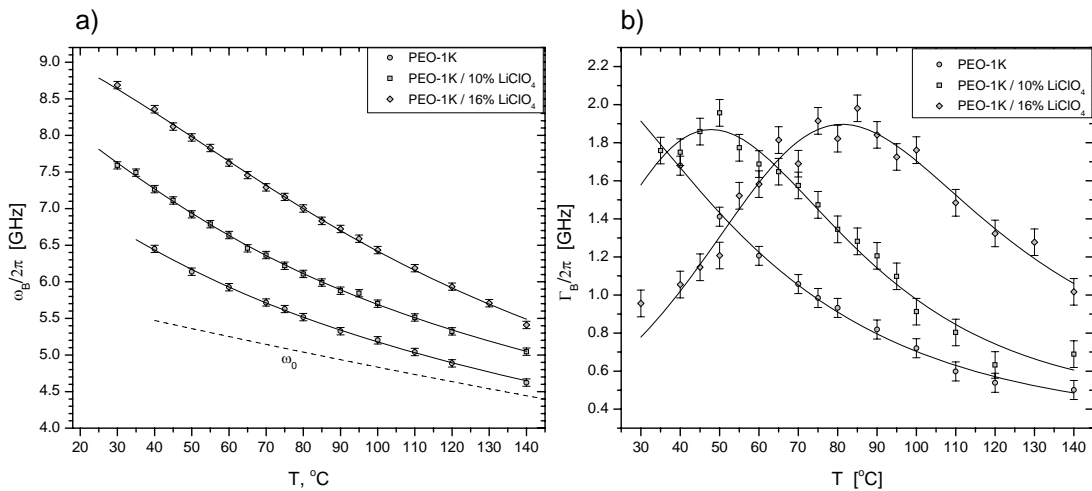 a)
9.0
8.5
8.0
7.5
7.0
6.5
6.0
5.5
5.0
4.5
4.0
ω_B/2π [GHz]
PEO-1K
PEO-1K / 10% LiClO₄
PEO-1K / 16% LiClO₄
ω₀
20 30 40 50 60 70 80 90 100 110 120 130 140
T, °C
b)
2.2
2.0
1.8
1.6
1.4
1.2
1.0
0.8
0.6
0.4
Γ_B/2π [GHz]
PEO-1K
PEO-1K / 10% LiClO₄
PEO-1K / 16% LiClO₄
30 40 50 60 70 80 90 100 110 120 130 140
T [°C]